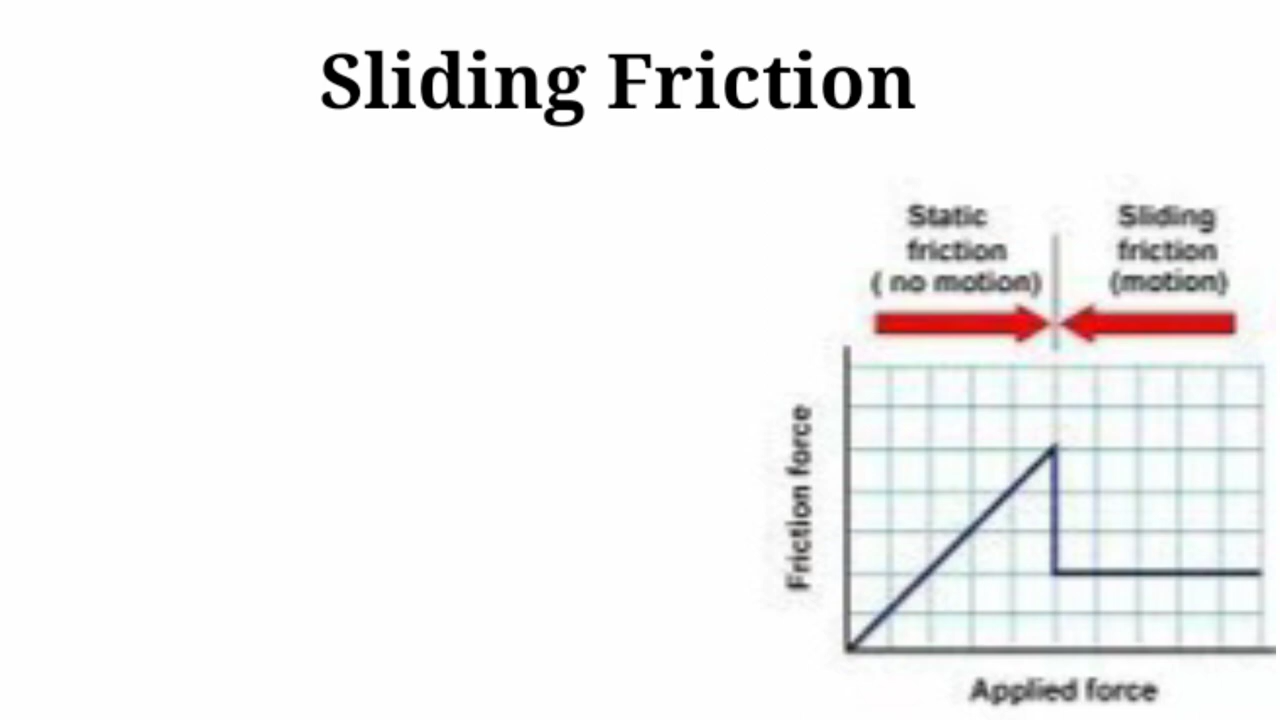 Sliding Friction
Static
friction
( no motion)
Sliding
friction
(motion)
Friction force
Applied force